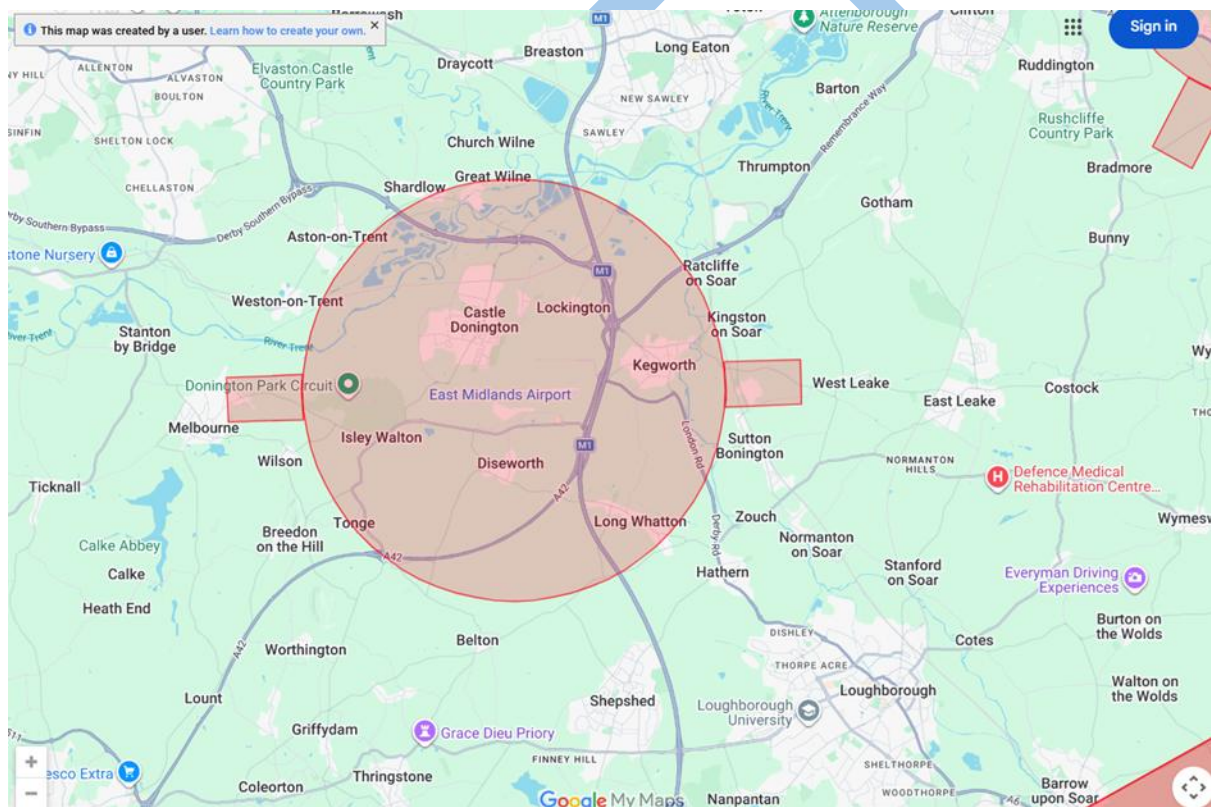 This map was created by a user. Learn how to create your own.
Sign in
M1
Attenborough
Nature Reserve
Breaston
Long Eaton
Draycott
ALLENTON
ALVASTON
BOULTON
Elvaston Castle
Country Park
NEW SAWLEY
Barton
Ruddington
Remembrance Way
Rushcliffe
Country Park
SHELTON LOCK
SAWLEY
Church Wilne
Thrumpton
Bradmore
CHELLASTON
Shardlow
Great Wilne
Gotham
Derby Southern Bypass
Aston-on-Trent
Bunny
M1
Ratcliffe
on Soar
Weston-on-Trent
Castle
Donington
Lockington
Kingston
on Soar
Stanton
by Bridge
River Trent
Kegworth
Donington Park Circuit
East Midlands Airport
West Leake
East Leake
Costock
Melbourne
Isley Walton
M1
London Rd
Sutton
Bonington
Wilson
Diseworth
NORMANTON
HILLS
Defence Medical
Rehabilitation Centre...
Ticknall
A42
Tonge
Long Whatton
Derby Rd
Zouch
Breedon
on the Hill
Normanton
on Soar
Calke Abbey
A42
Calke
Hathern
Stanford
on Soar
Everyman Driving
Experiences
Heath End
Burton on
the Wolds
A42
Worthington
Belton
DISHLEY
Cotes
THORPE ACRE
Lount
Shepshed
Loughborough
University
Loughborough
Walton on
the Wolds
Griffydam
Grace Dieu Priory
FINNEY HILL
SHELTHORPE
Coleorton
Thringstone
Google My Maps
Nanpantan
WOODTHORPE
A6
Barrow
upon Soar